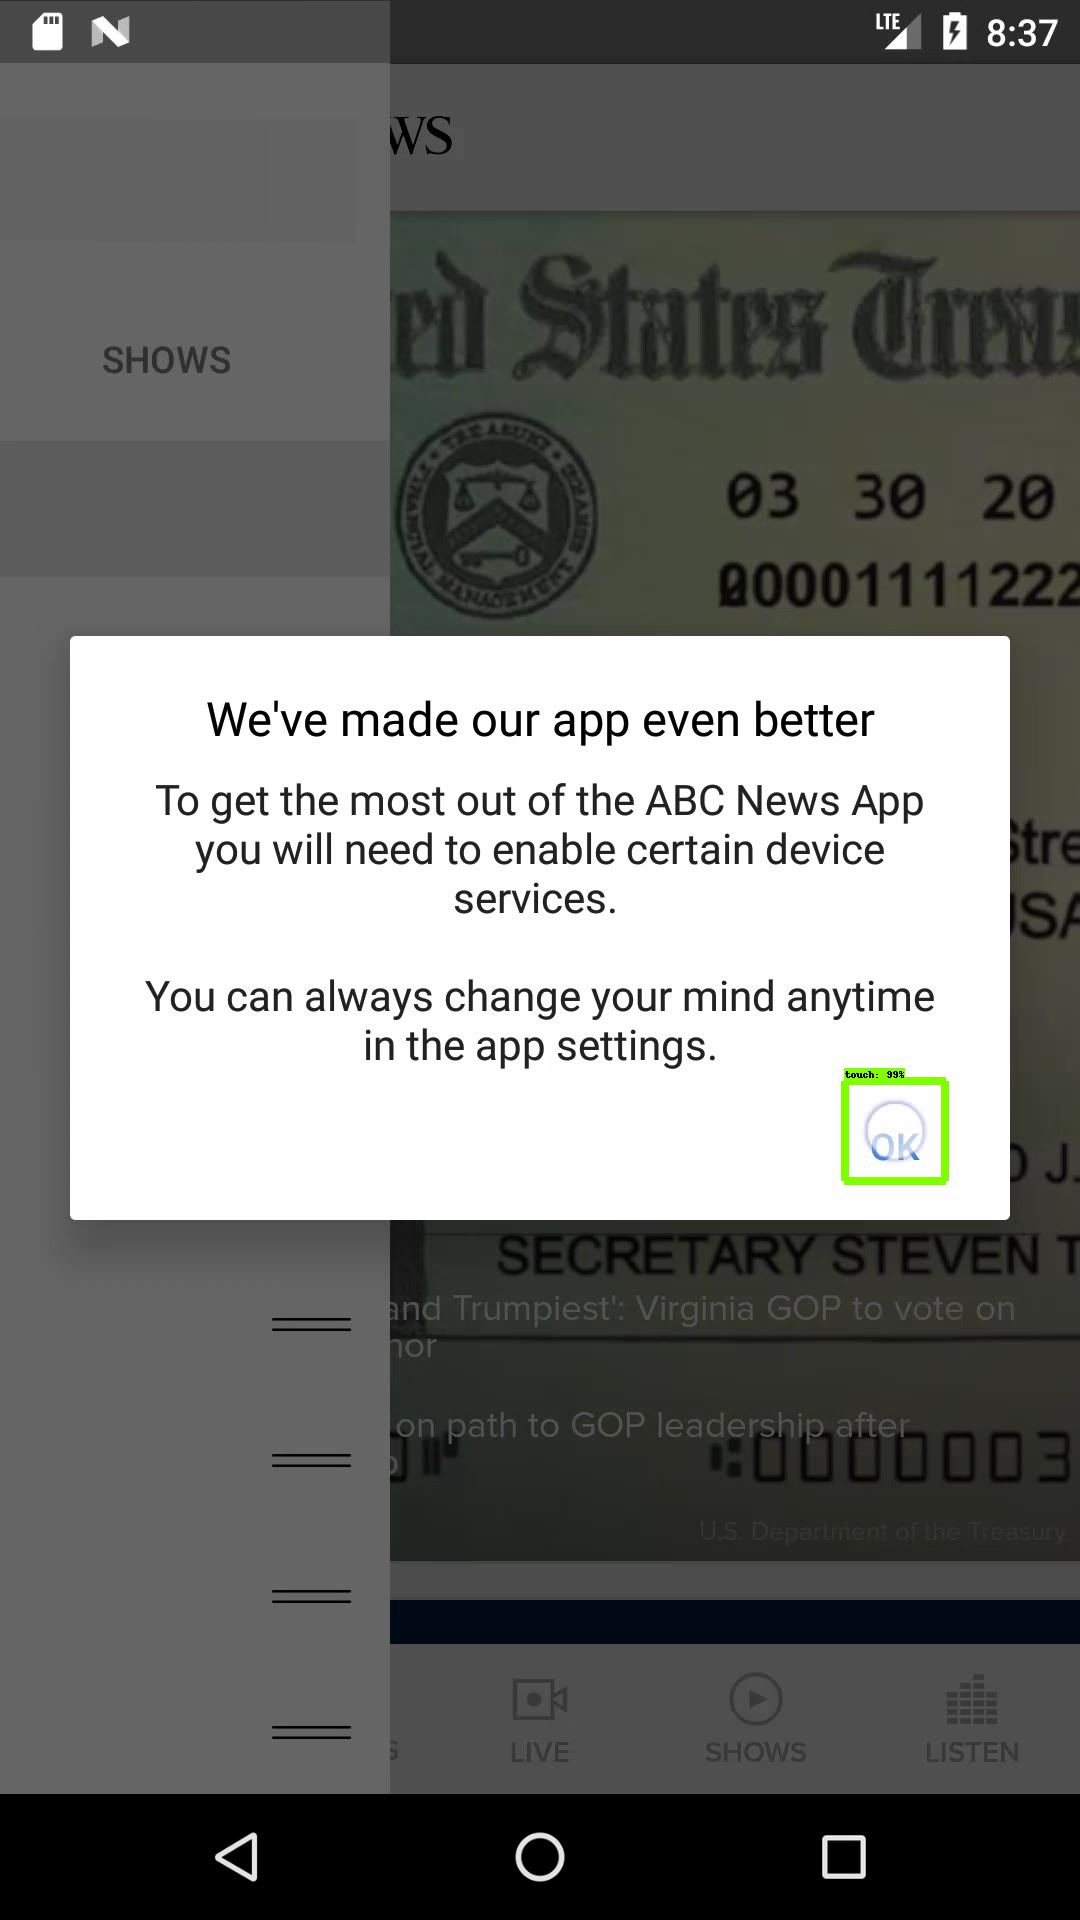 LTE 8:37
WS
SHOWS
ed States Treas
03 30 20
00001111222
We've made our app even better
To get the most out of the ABC News App
you will need to enable certain device
services.
You can always change your mind anytime
in the app settings.
touch: 99%
OK
Stre
USA
D J.
SECRETARY STEVEN T
and Trumpiest': Virginia GOP to vote on
nor
on path to GOP leadership after
0000003
U.S. Department of the Treasury
S
LIVE
SHOWS
LISTEN